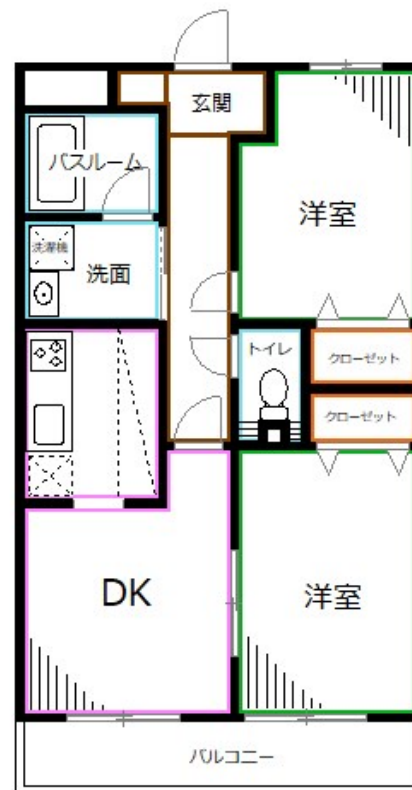 玄関
バスルーム
洋室
洗濯機
洗面
トイレ
クローゼット
クローゼット
DK
洋室
バルコニー